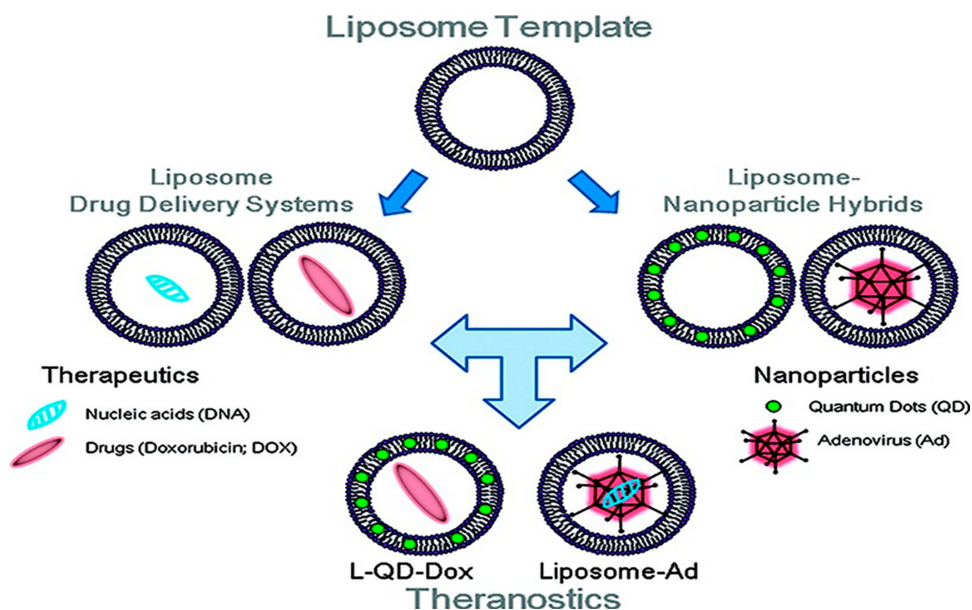 Liposome Template
Liposome
Drug Delivery Systems
Liposome-
Nanoparticle Hybrids
Therapeutics
Nucleic acids (DNA)
Drugs (Doxorubicin; DOX)
Nanoparticles
Quantum Dots (QD)
Adenovirus (Ad)
L-QD-Dox
Liposome-Ad
Theranostics